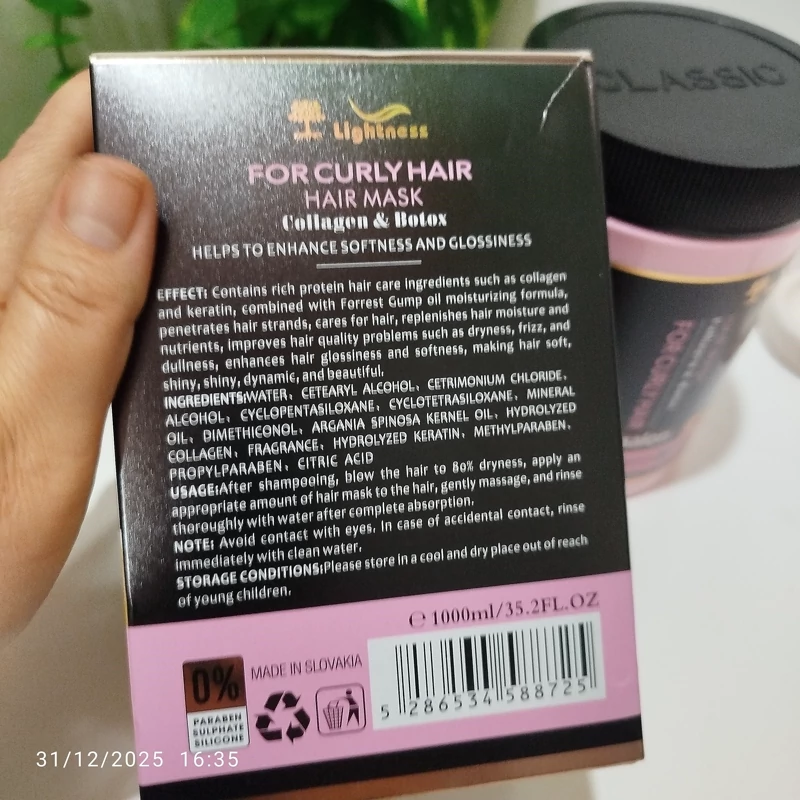 CLASSIC
Lightness
FOR CURLY HAIR
HAIR MASK
Collagen & Botox
HELPS TO ENHANCE SOFTNESS AND GLOSSINESS
EFFECT: Contains rich protein hair care ingredients such as collagen
and keratin, combined with Forrest Gump oil moisturizing formula,
penetrates hair strands, cares for hair, replenishes hair moisture and
nutrients, improves hair quality problems such as dryness, frizz, and
dullness, enhances hair glossiness and softness, making hair soft,
shiny, shiny, dynamic, and beautiful.
INGREDIENTS:WATER、CETEARYL ALCOHOL、CETRIMONIUM CHLORIDE、
ALCOHOL、CYCLOPENTASILOXANE、CYCLOTETRASILOXANE、MINERAL
OIL、DIMETHICONOL、ARGANIA SPINOSA KERNEL OIL、HYDROLYZED
COLLAGEN、FRAGRANCE、HYDROLYZED KERATIN、METHYLPARABEN、
PROPYLPARABEN、CITRIC ACID
USAGE:After shampooing, blow the hair to 80% dryness, apply an
appropriate amount of hair mask to the hair, gently massage, and rinse
thoroughly with water after complete absorption.
NOTE: Avoid contact with eyes. In case of accidental contact, rinse
immediately with clean water.
STORAGE CONDITIONS:Please store in a cool and dry place out of reach
of young children.
℮ 1000ml/35.2FL.OZ
0%
PARABEN
SULPHATE
SILICONE
MADE IN SLOVAKIA
5 286534 588725
FOR CURLY HAIR
31/12/2025 16:35